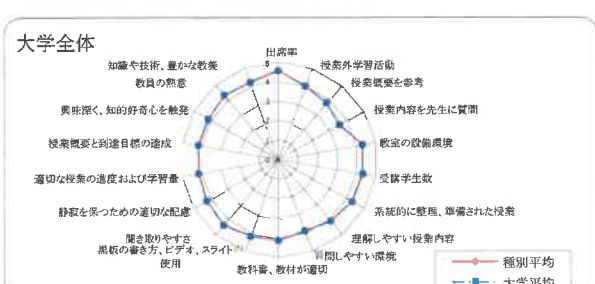 大学全体
出席率
授業外学習活動
授業概要を参考
授業内容を先生に質問
教室の設備環境
受講学生数
系統的に整理、準備された授業
理解しやすい授業内容
質問しやすい環境
教科書、教材が適切
黒板の書き方、ビデオ、スライド
使用
聞き取りやすさ
静寂を保つための適切な配慮
適切な授業の進度および学習量
授業概要と到達目標の達成
興味深く、知的好奇心を触発
教員の熱意
知識や技術、豊かな教養
5
4
3
2
1
0
種別平均
大学平均